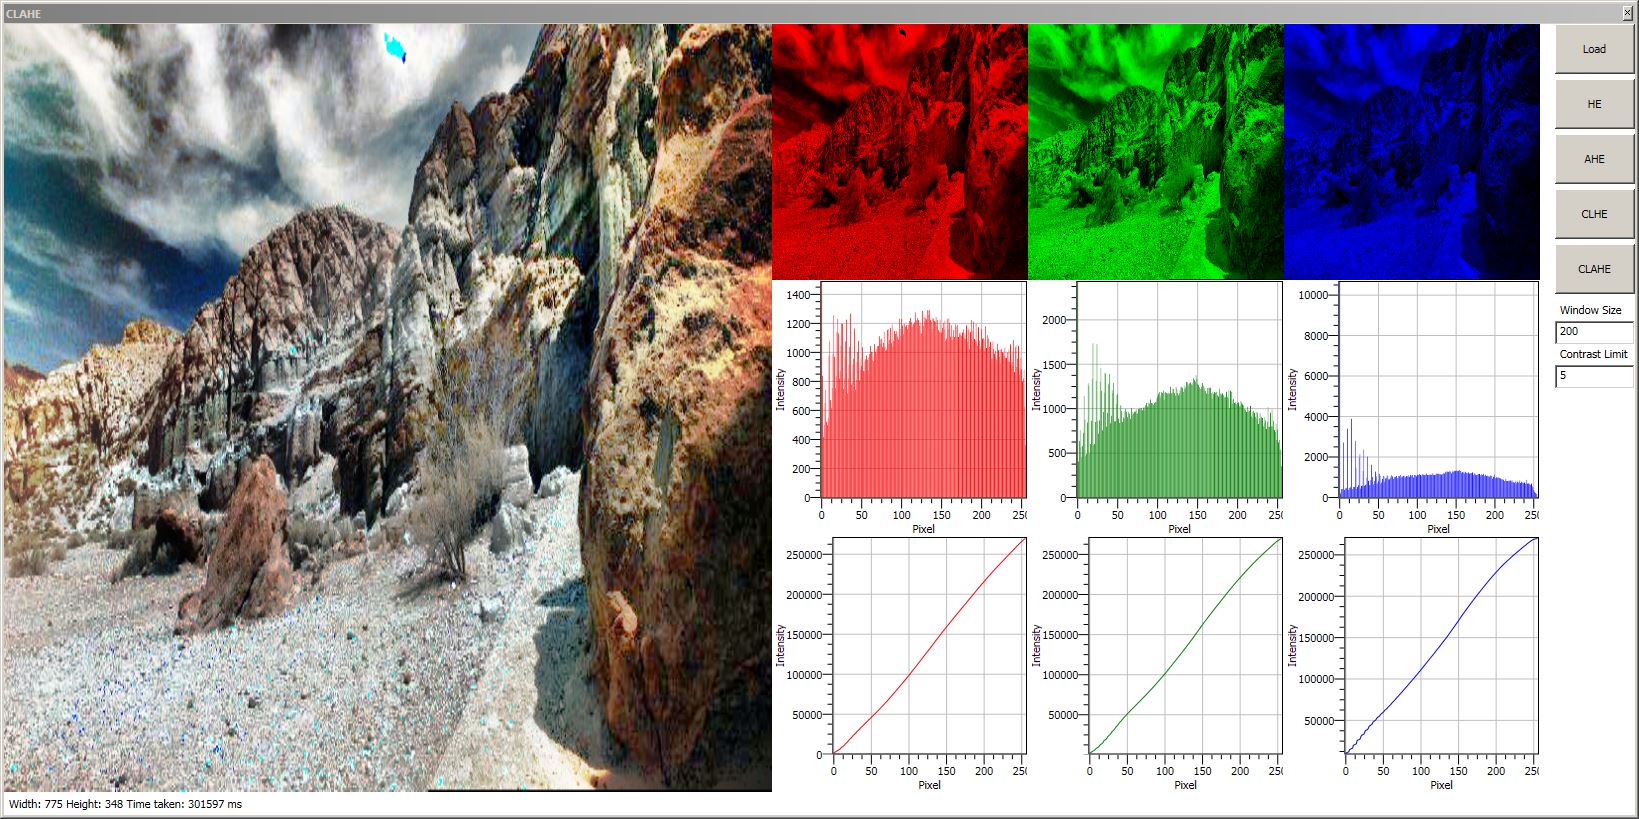 CLAHE
Load
HE
AHE
CLHE
CLAHE
Window Size
200
Contrast Limit
5
1400
1200
1000
800
600
400
200
0
Intensity
0 50 100 150 200 250
Pixel
2000
1500
1000
500
0
Intensity
0 50 100 150 200 250
Pixel
10000
8000
6000
4000
2000
0
Intensity
0 50 100 150 200 250
Pixel
250000
200000
150000
100000
50000
0
Intensity
0 50 100 150 200 250
Pixel
250000
200000
150000
100000
50000
Intensity
0 50 100 150 200 250
Pixel
250000
200000
150000
100000
50000
Intensity
0 50 100 150 200 250
Pixel
Width: 775 Height: 348 Time taken: 301597 ms